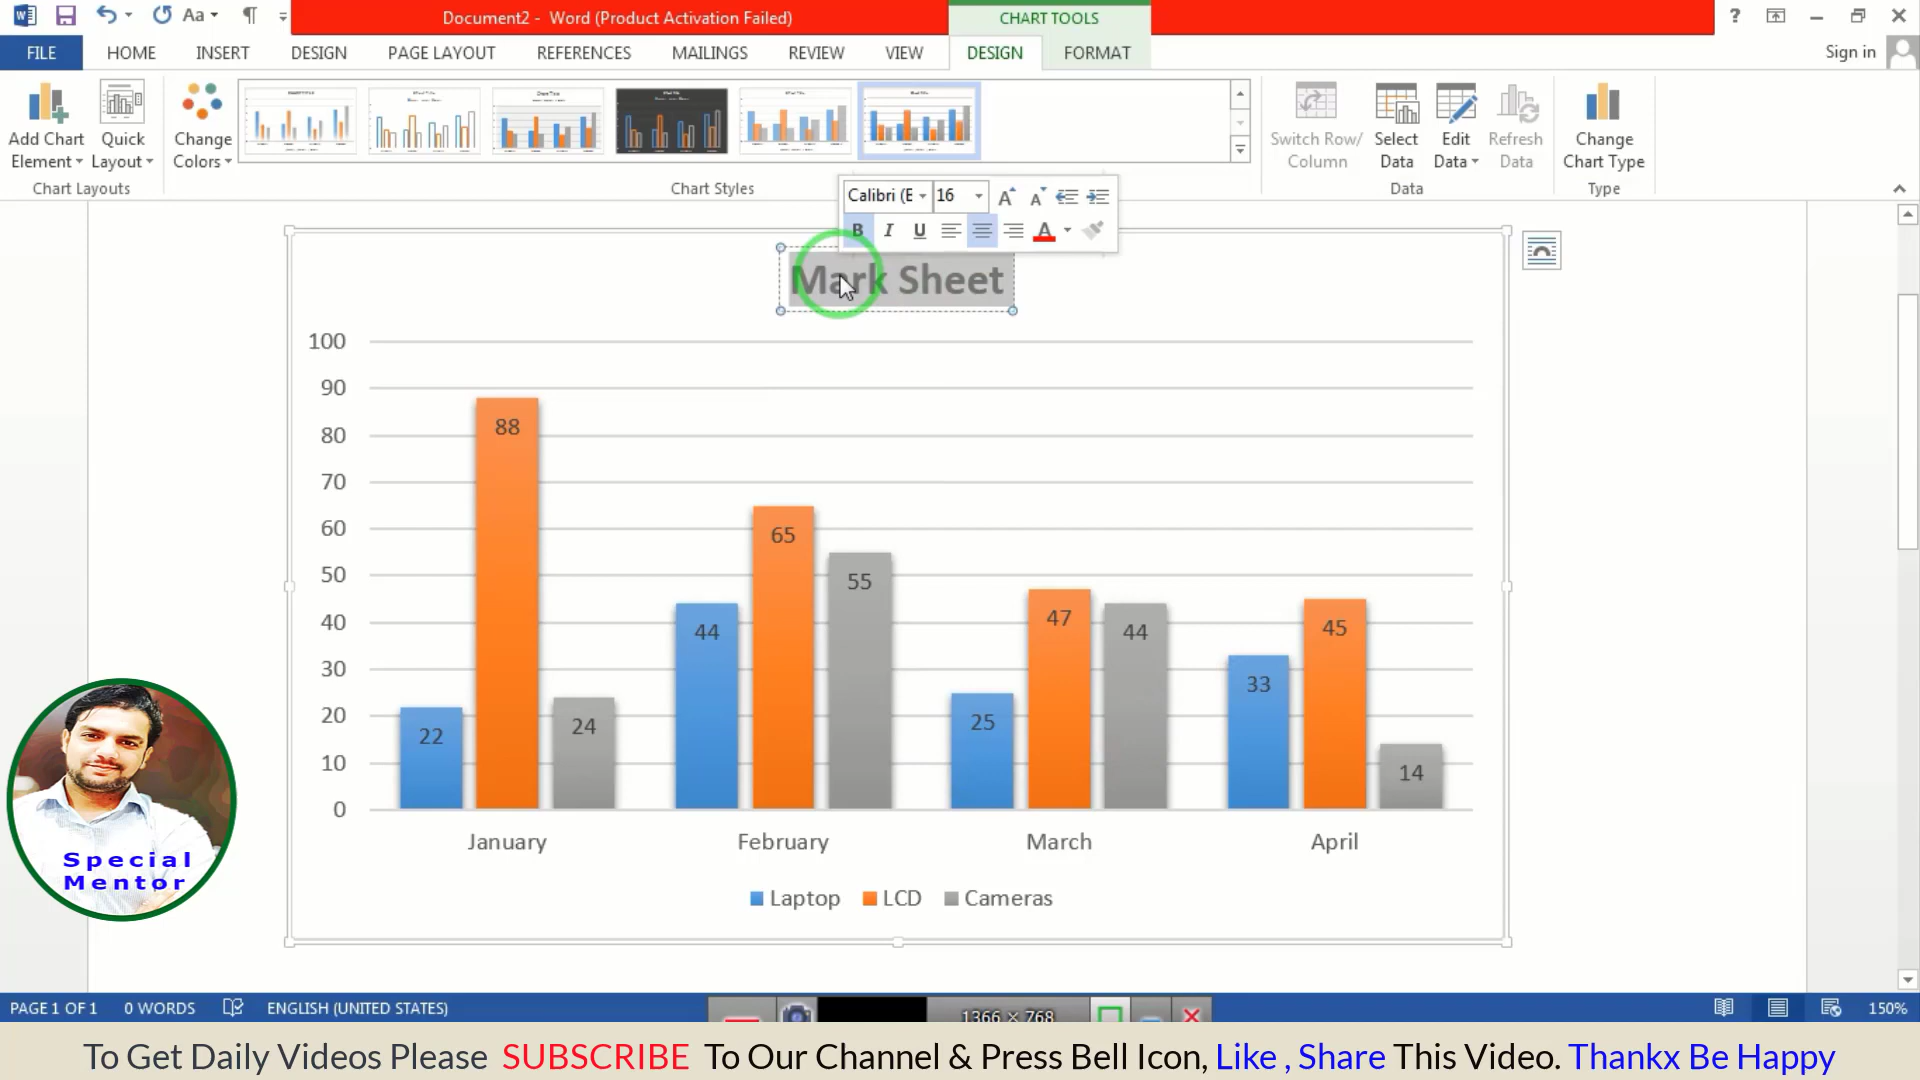 Aa
Document2 - Word (Product Activation Failed)
CHART TOOLS
?
FILE
HOME
INSERT
DESIGN
PAGE LAYOUT
REFERENCES
MAILINGS
REVIEW
VIEW
DESIGN
FORMAT
Sign in
Add Chart
Element
Quick
Layout
Change
Colors
Switch Row/
Column
Select
Data
Edit
Data
Refresh
Data
Change
Chart Type
Chart Layouts
Chart Styles
Data
Type
Calibri (E
16
B I U A
Mark Sheet
100
90
80
70
60
50
40
30
20
10
0
22
88
24
44
65
55
25
47
44
33
45
14
January
February
March
April
Laptop
LCD
Cameras
Special
Mentor
PAGE 1 OF 1
0 WORDS
ENGLISH (UNITED STATES)
1366 × 768
150%
To Get Daily Videos Please SUBSCRIBE To Our Channel & Press Bell Icon, Like , Share This Video. Thankx Be Happy